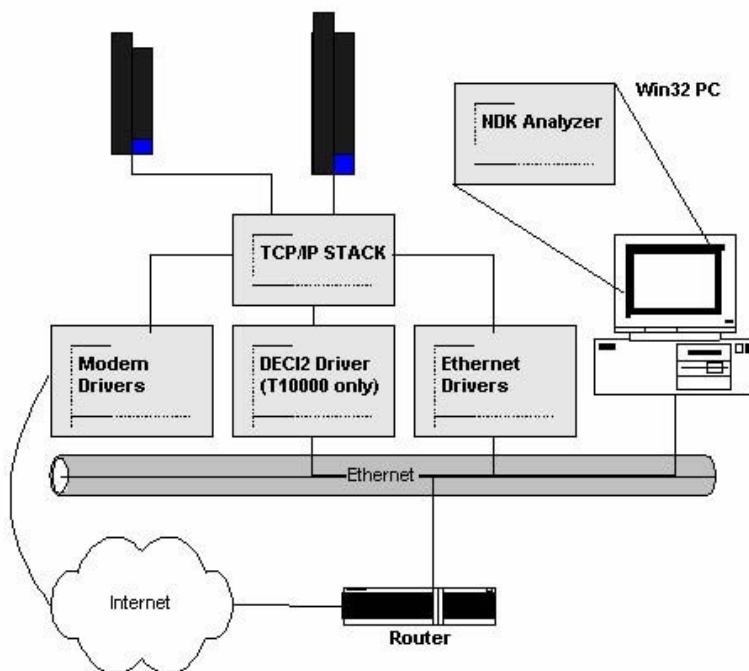 Win32 PC
NDK Analyzer
TCP/IP STACK
Modem
Drivers
DECI2 Driver
(T10000 only)
Ethernet
Drivers
Ethernet
Internet
Router